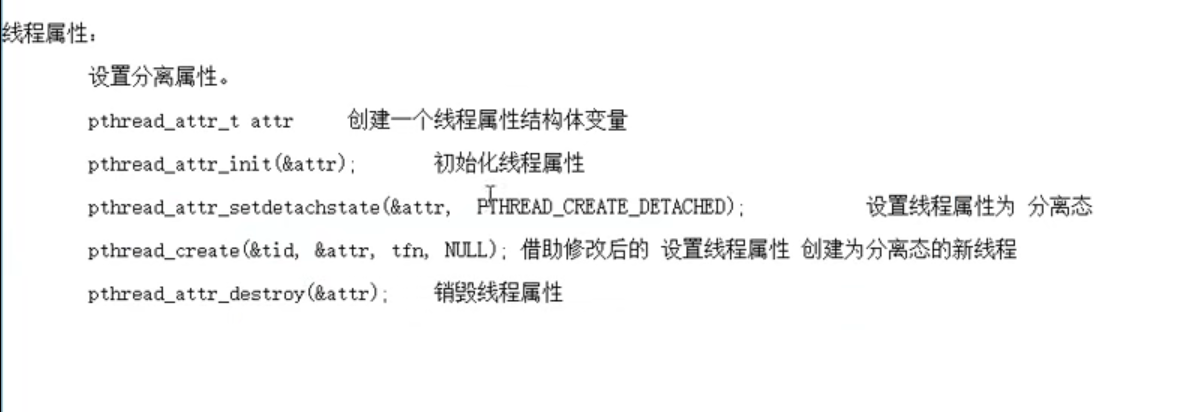 线程属性：
设置分离属性。
pthread_attr_t attr 创建一个线程属性结构体变量
pthread_attr_init(&attr); 初始化线程属性
pthread_attr_setdetachstate(&attr, PTHREAD_CREATE_DETACHED); 设置线程属性为 分离态
pthread_create(&tid, &attr, tfn, NULL); 借助修改后的 设置线程属性 创建为分离态的新线程
pthread_attr_destroy(&attr); 销毁线程属性